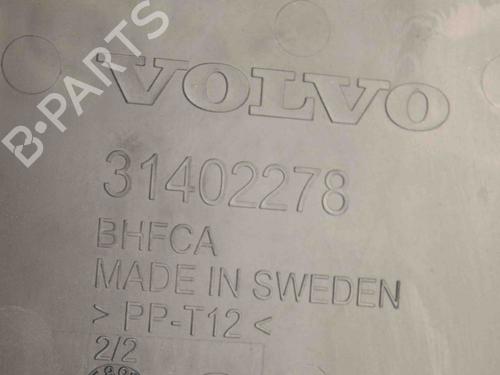 B·PARTS
VOLVO
31402278
BHFCA
MADE IN SWEDEN
> PP-T12 <
2/2